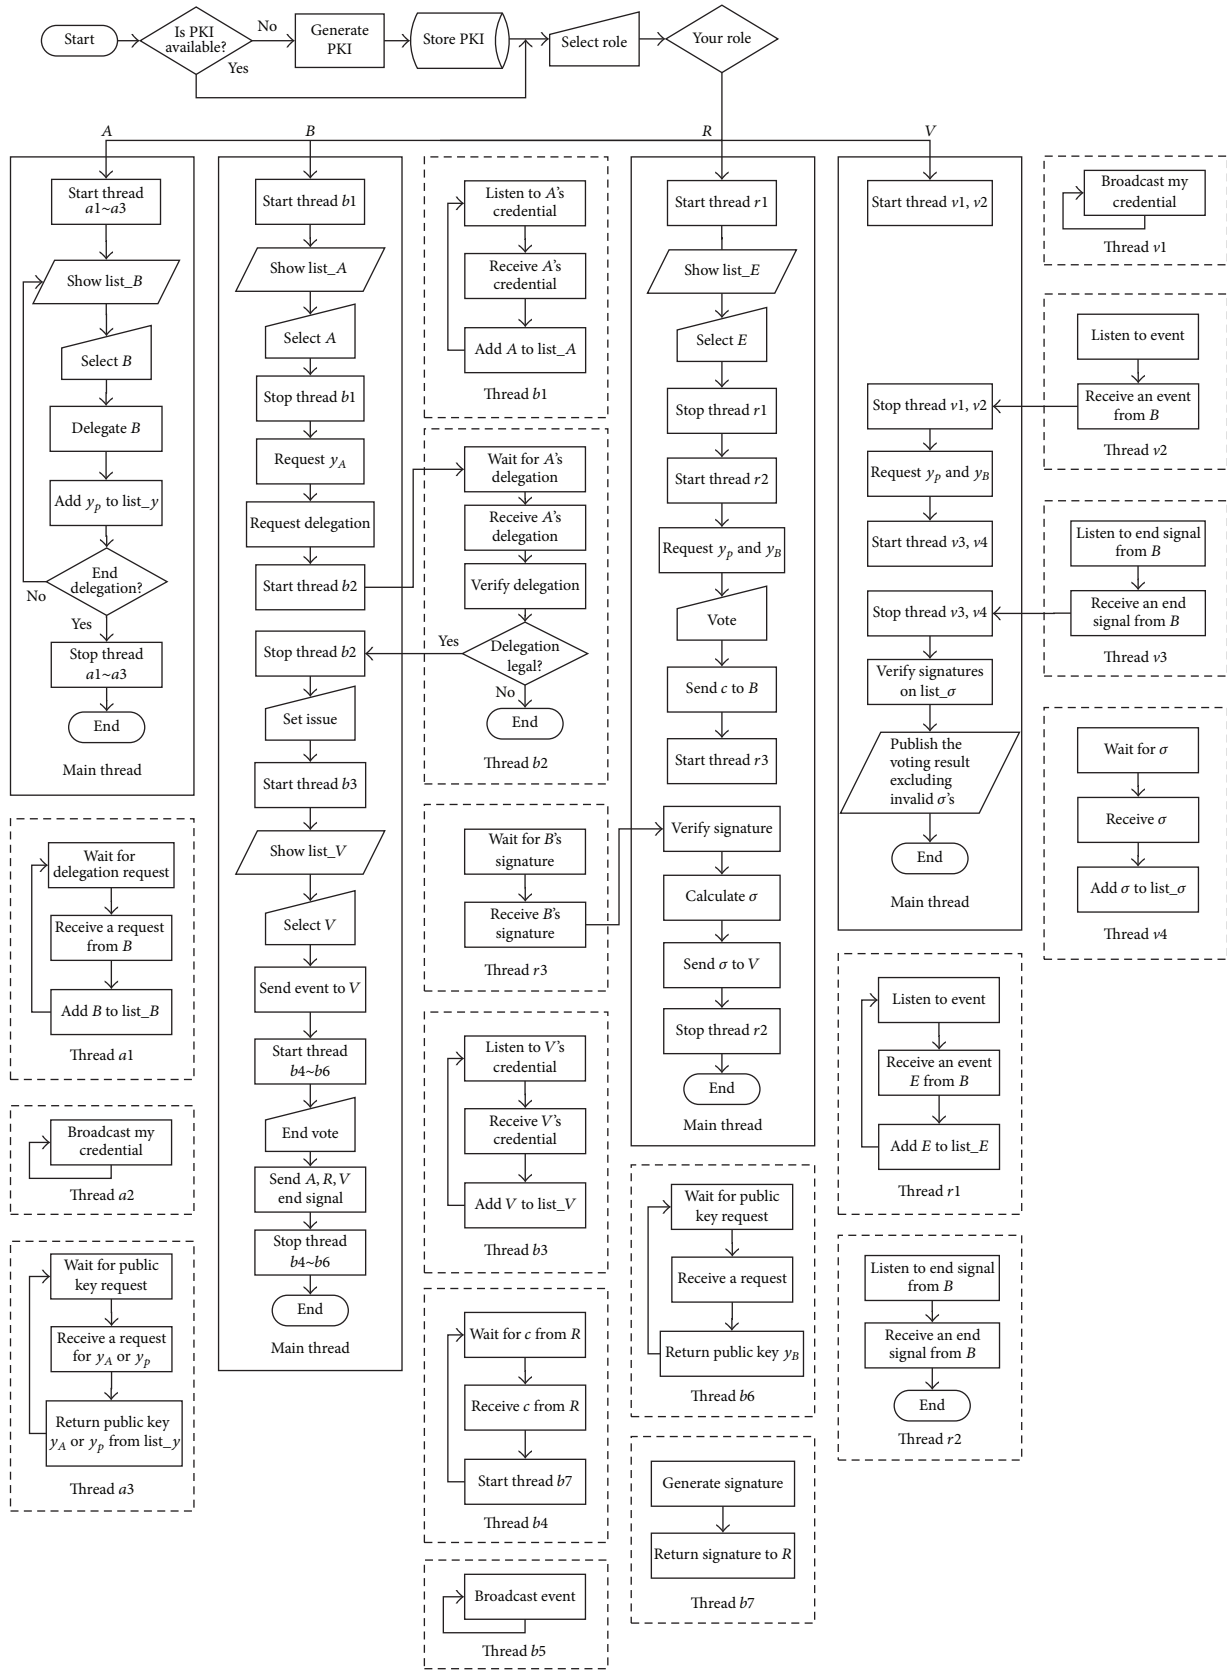 Start
Is PKI
available?
No
Yes
Generate
PKI
Store PKI
Select role
Your role
A
B
R
V
Start thread
a1~a3
Show list_B
Select B
Delegate B
Add y_p to list_y
End
delegation?
No
Yes
Stop thread
a1~a3
End
Main thread
Wait for
delegation request
Receive a request
from B
Add B to list_B
Thread a1
Broadcast my
credential
Thread a2
Wait for public
key request
Receive a request
for y_A or y_p
Return public key
y_A or y_p from list_y
Thread a3
Start thread b1
Show list_A
Select A
Stop thread b1
Request y_A
Request delegation
Start thread b2
Stop thread b2
Set issue
Start thread b3
Show list_V
Select V
Send event to V
Start thread
b4~b6
End vote
Send A, R, V
end signal
Stop thread
b4~b6
End
Main thread
Listen to A's
credential
Receive A's
credential
Add A to list_A
Thread b1
Wait for A's
delegation
Receive A's
delegation
Verify delegation
Delegation
legal?
Yes
No
End
Thread b2
Wait for B's
signature
Receive B's
signature
Thread r3
Listen to V's
credential
Receive V's
credential
Add V to list_V
Thread b3
Wait for c from R
Receive c from R
Start thread b7
Thread b4
Broadcast event
Thread b5
Start thread r1
Show list_E
Select E
Stop thread r1
Start thread r2
Request y_p and y_B
Vote
Send c to B
Start thread r3
Verify signature
Calculate σ
Send σ to V
Stop thread r2
End
Main thread
Wait for public
key request
Receive a request
Return public key y_B
Thread b6
Generate signature
Return signature to R
Thread b7
Start thread v1, v2
Stop thread v1, v2
Request y_p and y_B
Start thread v3, v4
Stop thread v3, v4
Verify signatures
on list_σ
Publish the
voting result
excluding
invalid σ's
End
Main thread
Listen to event
Receive an event
E from B
Add E to list_E
Thread r1
Listen to end signal
from B
Receive an end
signal from B
End
Thread r2
Broadcast my
credential
Thread v1
Listen to event
Receive an event
from B
Thread v2
Listen to end signal
from B
Receive an end
signal from B
Thread v3
Wait for σ
Receive σ
Add σ to list_σ
Thread v4